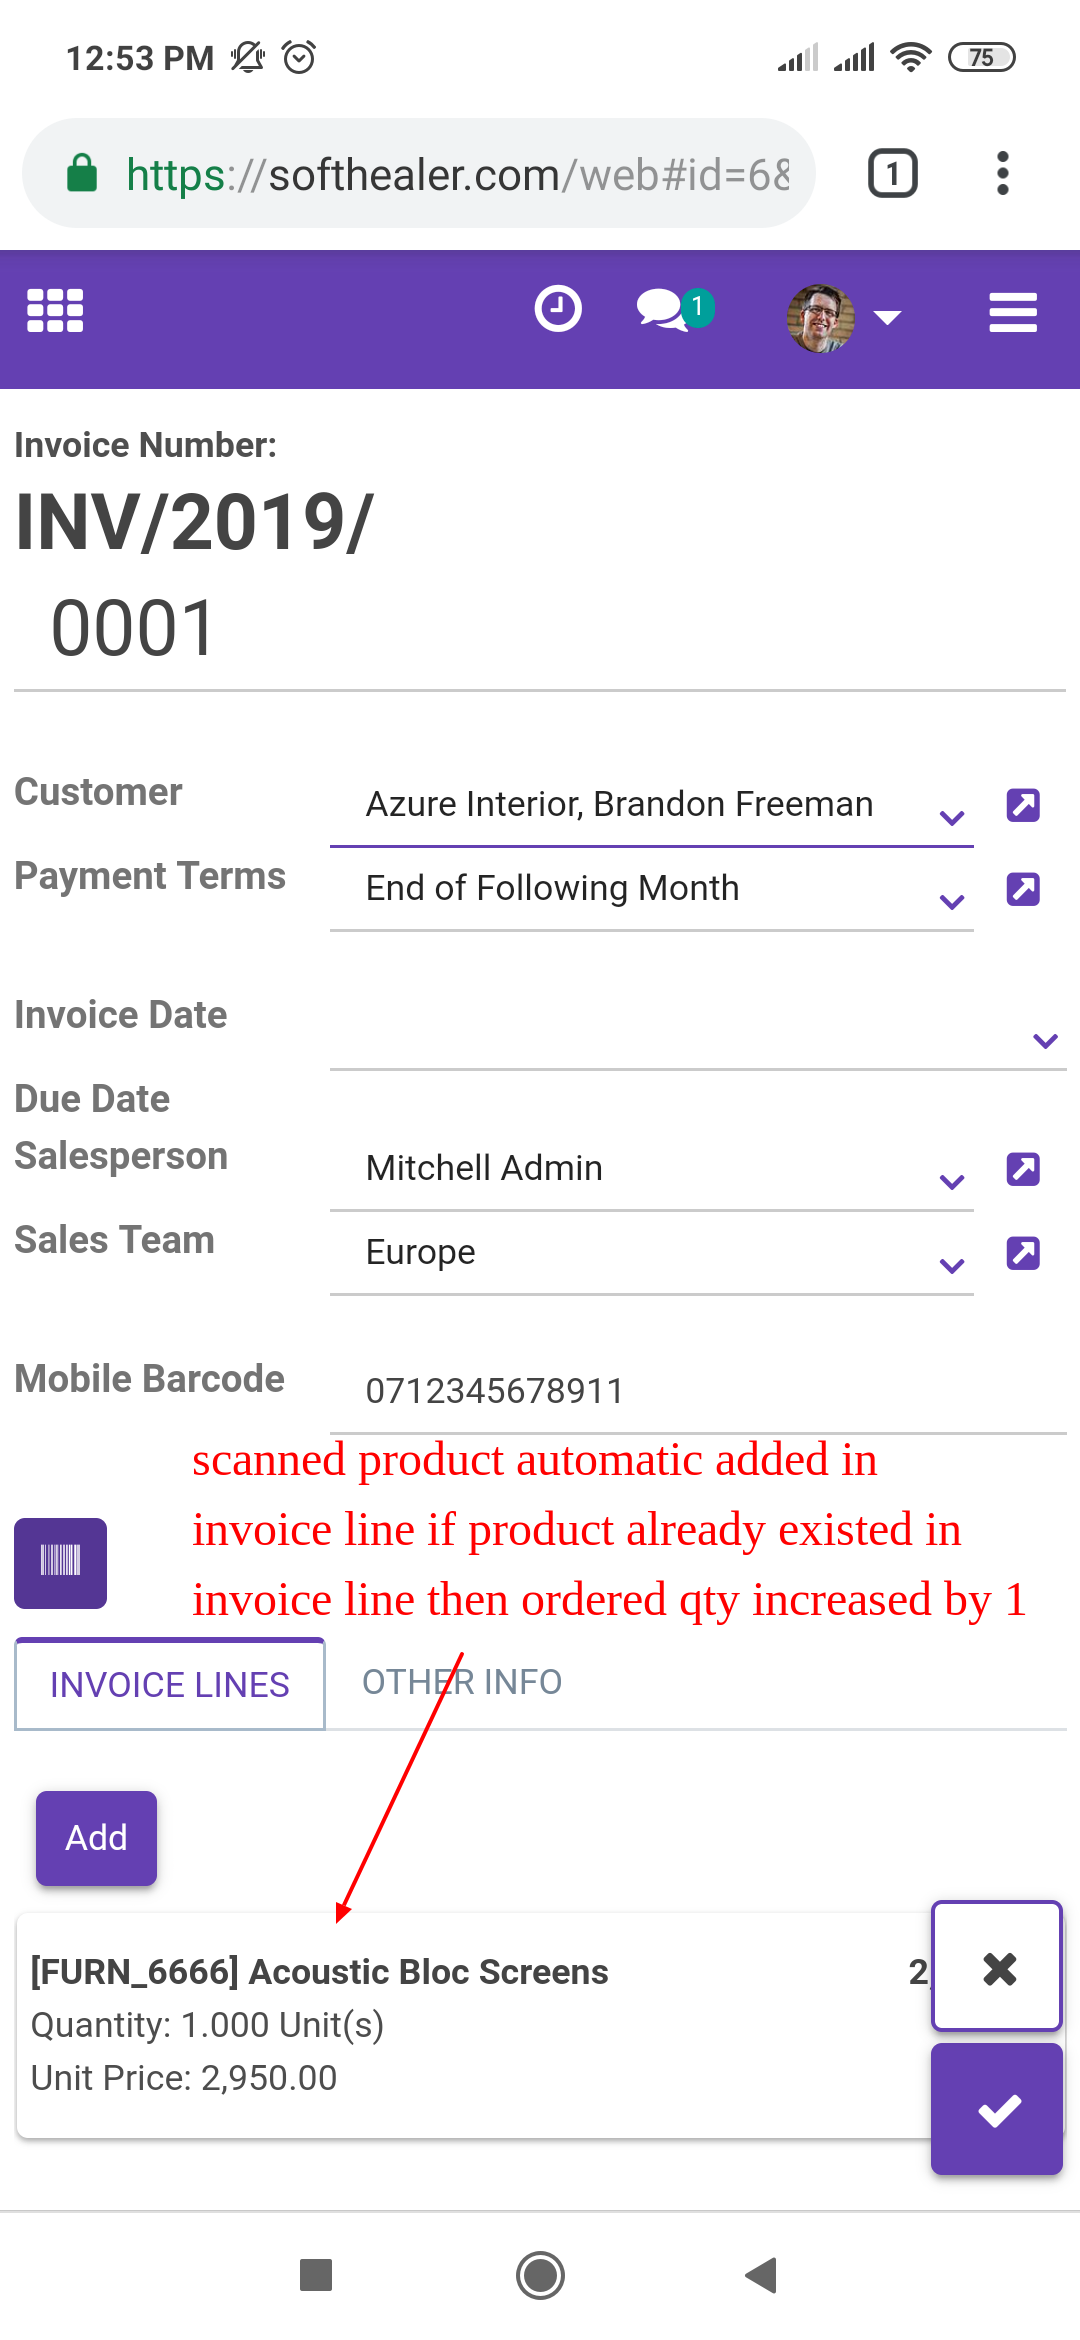 12:53 PM 75
https://softhealer.com/web#id=6& 1
1
Invoice Number:
INV/2019/
0001
Customer Azure Interior, Brandon Freeman
Payment Terms End of Following Month
Invoice Date
Due Date
Salesperson Mitchell Admin
Sales Team Europe
Mobile Barcode 0712345678911
scanned product automatic added in
invoice line if product already existed in
invoice line then ordered qty increased by 1
INVOICE LINES OTHER INFO
Add
[FURN_6666] Acoustic Bloc Screens 2,
Quantity: 1.000 Unit(s)
Unit Price: 2,950.00